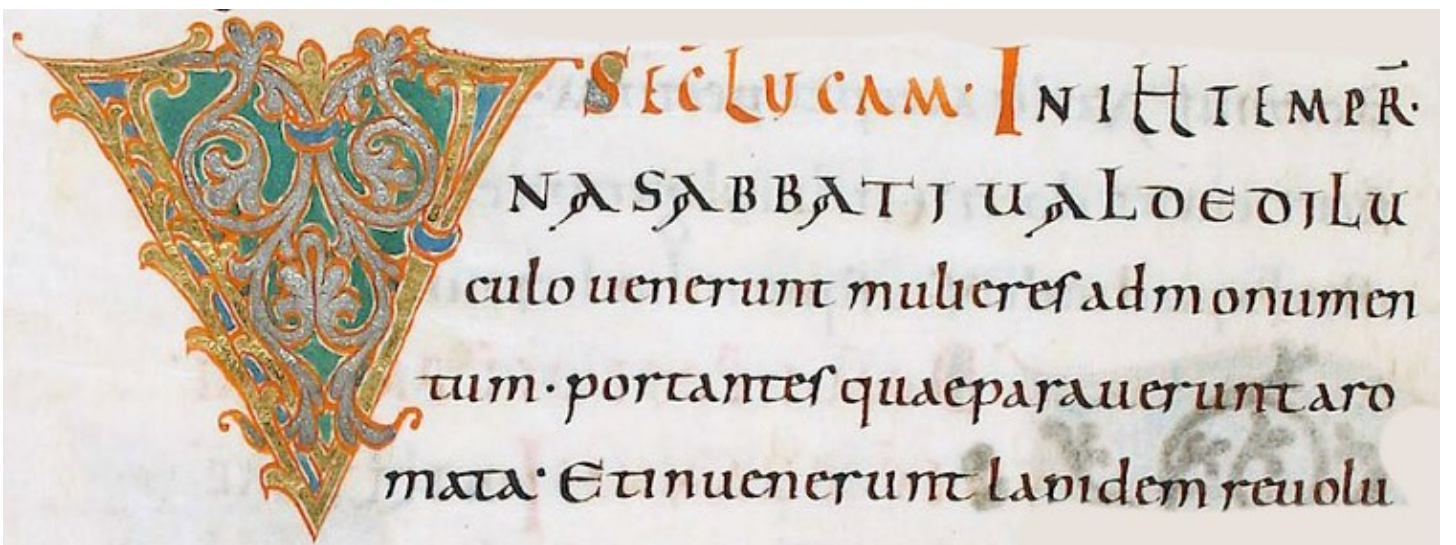 SEC̄ LUCAM· IN IꞪ TEMPR̄·
VNA SABBATI UALDE DILU
culo uenerunt mulieres ad monumen
tum· portantes quae parauerunt aro
mata· Et inuenerunt lapidem reuolu